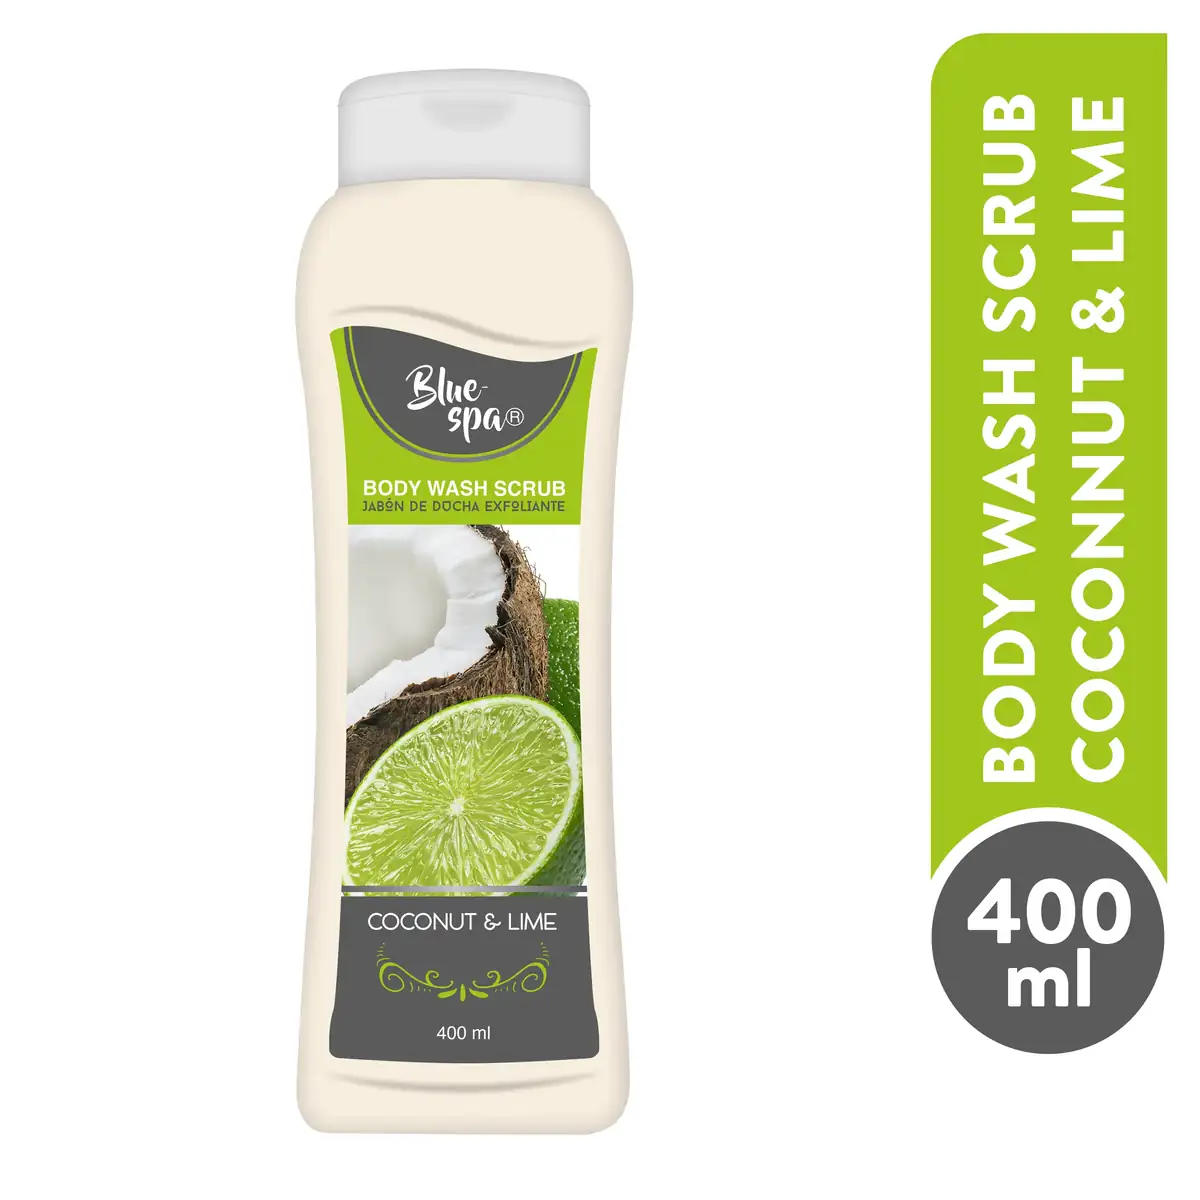 Blue-
spa®
BODY WASH SCRUB
JABÓN DE DUCHA EXFOLIANTE
COCONUT & LIME
400 ml
BODY WASH SCRUB
COCONNUT & LIME
400
ml